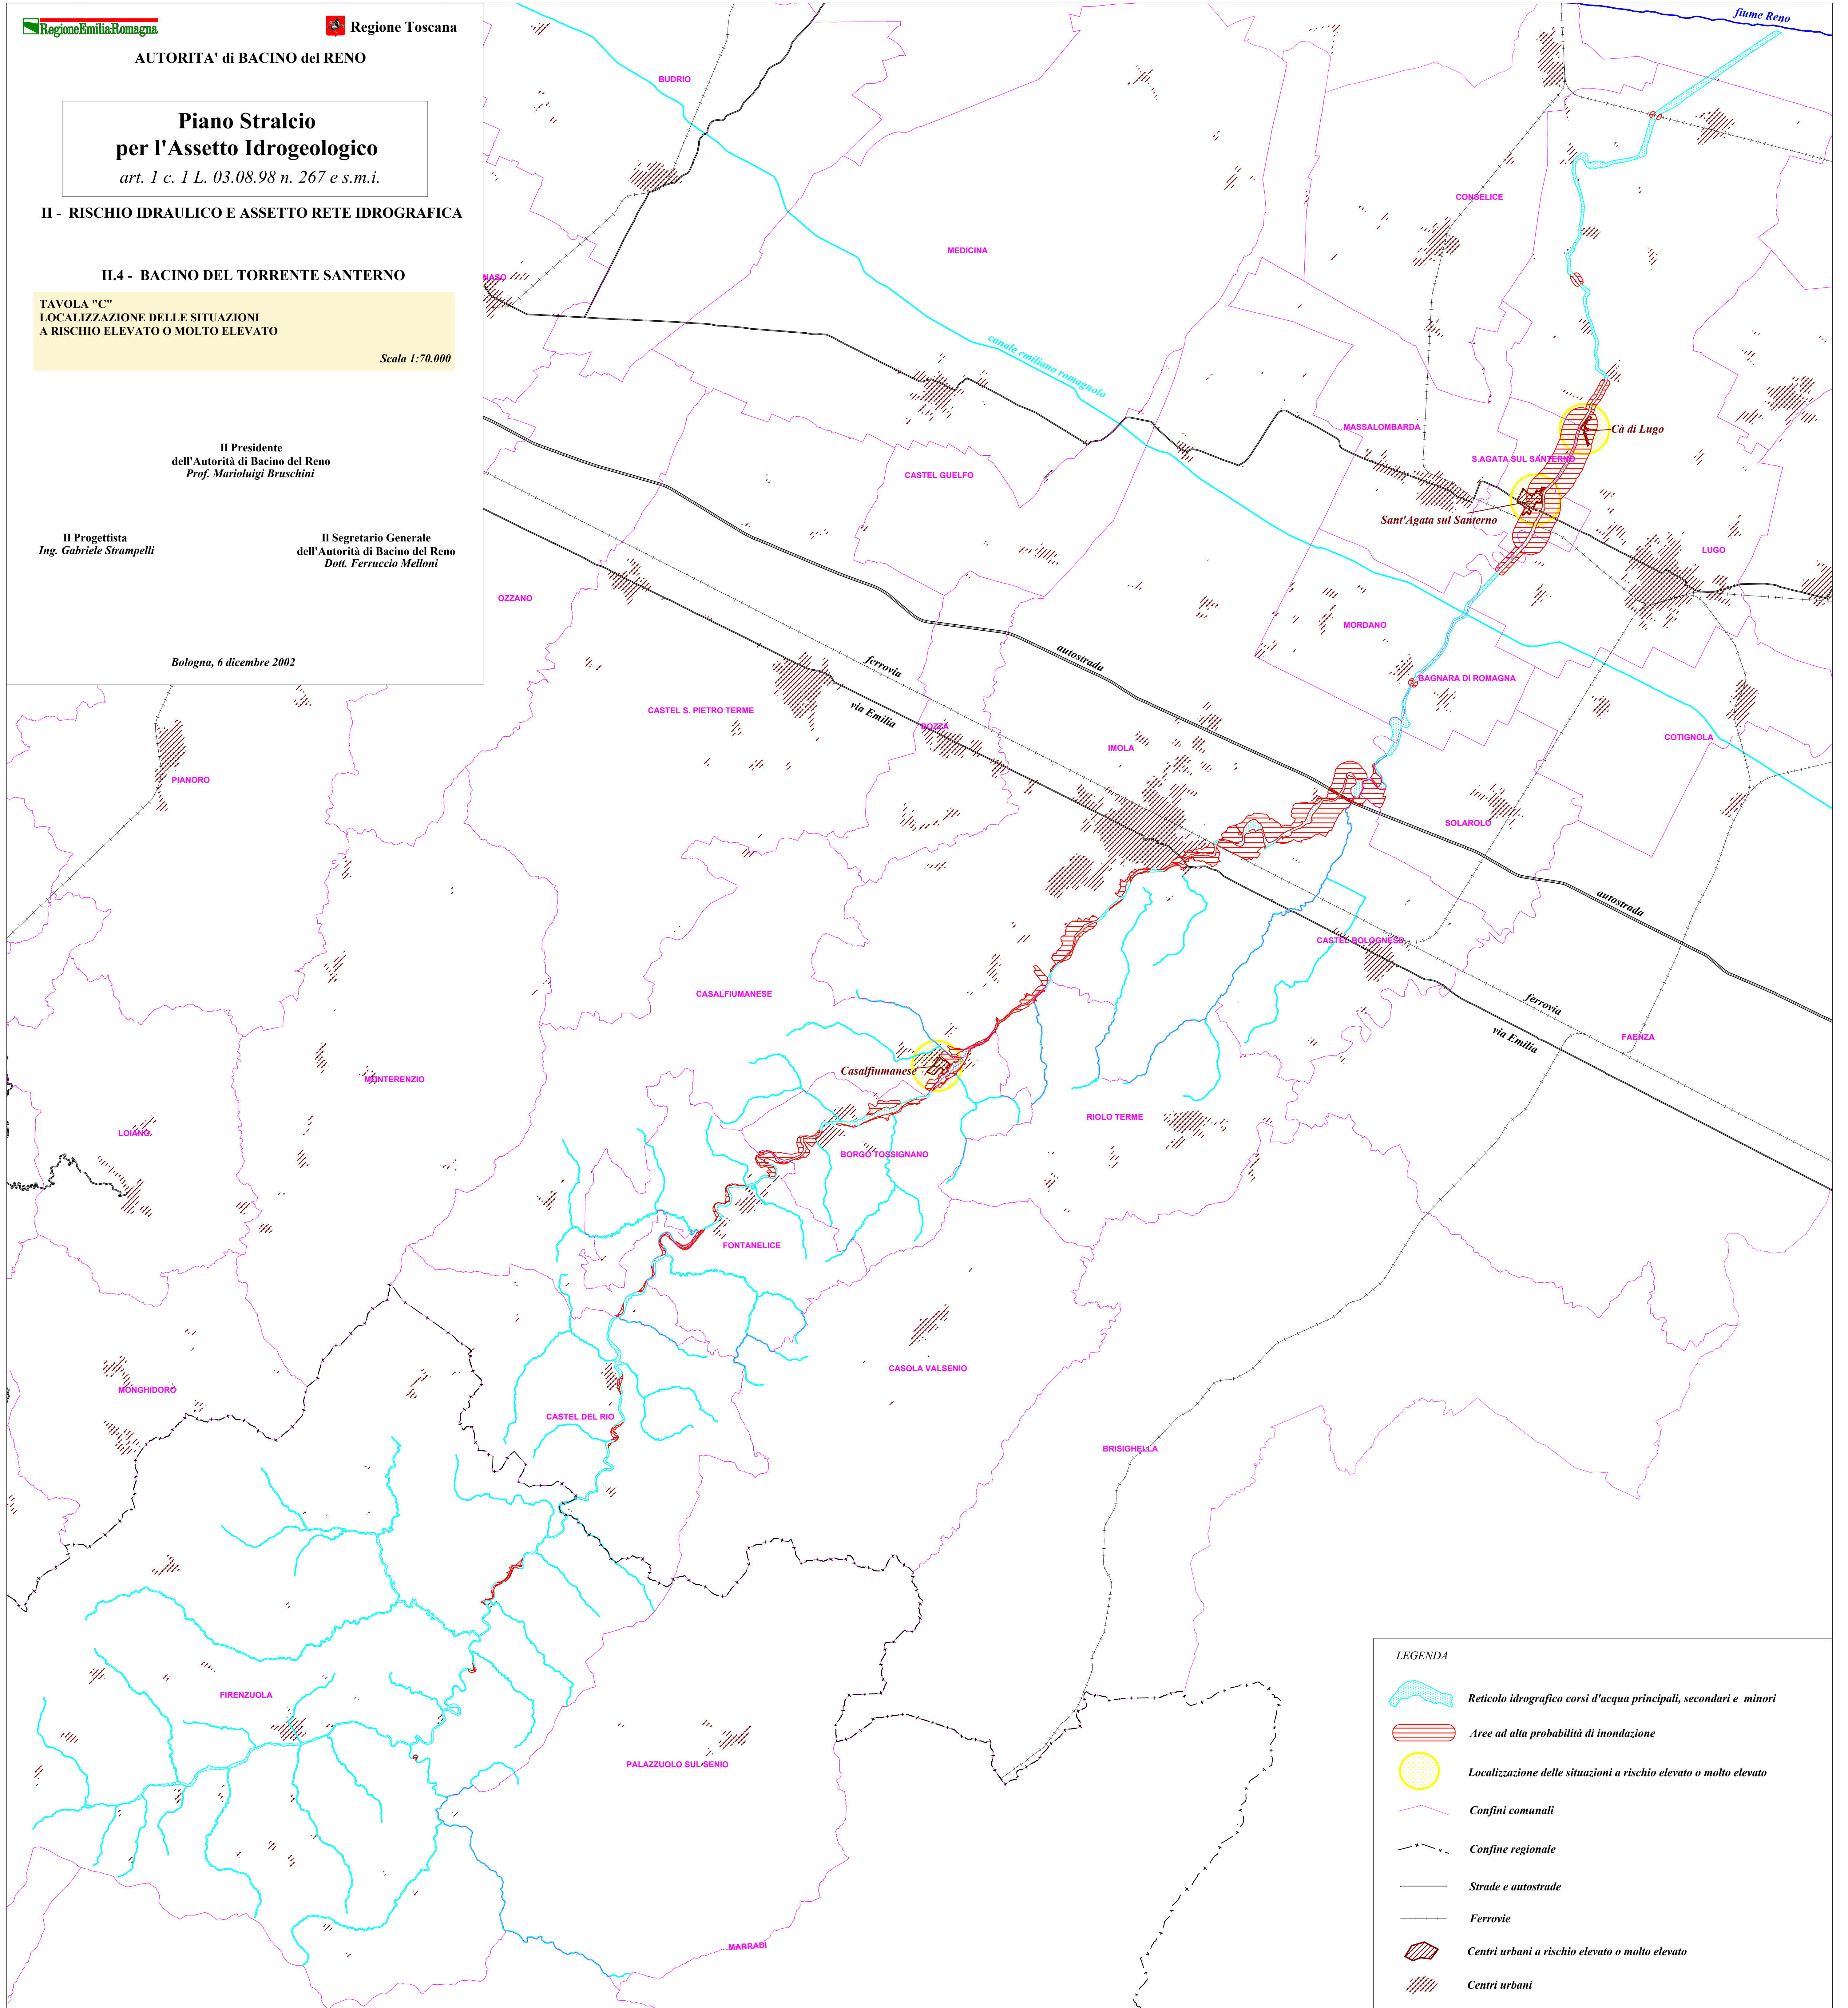 RegioneEmiliaRomagna
Regione Toscana
AUTORITA' di BACINO del RENO
Piano Stralcio
per l'Assetto Idrogeologico
art. 1 c. 1 L. 03.08.98 n. 267 e s.m.i.
II - RISCHIO IDRAULICO E ASSETTO RETE IDROGRAFICA
II.4 - BACINO DEL TORRENTE SANTERNO
TAVOLA "C"
LOCALIZZAZIONE DELLE SITUAZIONI
A RISCHIO ELEVATO O MOLTO ELEVATO
Scala 1:70.000
Il Presidente
dell'Autorità di Bacino del Reno
Prof. Marioluigi Bruschini
Il Progettista
Ing. Gabriele Strampelli
Il Segretario Generale
dell'Autorità di Bacino del Reno
Dott. Ferruccio Melloni
Bologna, 6 dicembre 2002
fiume Reno
BUDRIO
CONSELICE
MEDICINA
NASO
canale emiliano romagnolo
MASSALOMBARDA
Cà di Lugo
S.AGATA SUL SANTERNO
CASTEL GUELFO
Sant'Agata sul Santerno
LUGO
OZZANO
MORDANO
autostrada
ferrovia
BAGNARA DI ROMAGNA
CASTEL S. PIETRO TERME
via Emilia
DOZZA
COTIGNOLA
IMOLA
PIANORO
SOLAROLO
autostrada
CASTEL BOLOGNESE
CASALFIUMANESE
ferrovia
via Emilia
FAENZA
Casalfiumanese
MONTERENZIO
RIOLO TERME
LOIANO
BORGO TOSSIGNANO
FONTANELICE
CASOLA VALSENIO
MONGHIDORO
CASTEL DEL RIO
BRISIGHELLA
FIRENZUOLA
PALAZZUOLO SUL SENIO
MARRADI
LEGENDA
Reticolo idrografico corsi d'acqua principali, secondari e minori
Aree ad alta probabilità di inondazione
Localizzazione delle situazioni a rischio elevato o molto elevato
Confini comunali
Confine regionale
Strade e autostrade
Ferrovie
Centri urbani a rischio elevato o molto elevato
Centri urbani